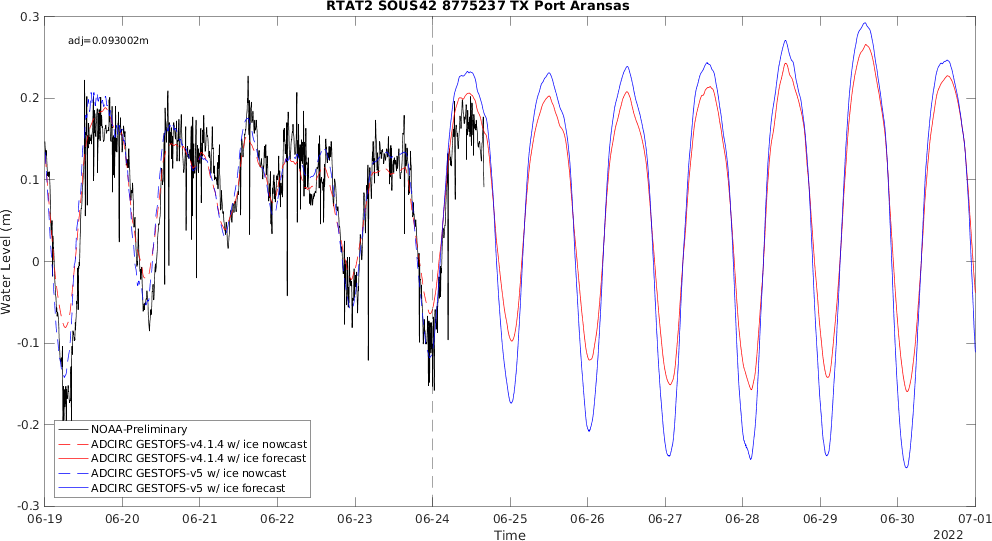 RTAT2 SOUS42 8775237 TX Port Aransas
adj=0.093002m
0.3
0.2
0.1
0
-0.1
-0.2
-0.3
Water Level (m)
NOAA-Preliminary
ADCIRC GESTOFS-v4.1.4 w/ ice nowcast
ADCIRC GESTOFS-v4.1.4 w/ ice forecast
ADCIRC GESTOFS-v5 w/ ice nowcast
ADCIRC GESTOFS-v5 w/ ice forecast
06-19 06-20 06-21 06-22 06-23 06-24 06-25 06-26 06-27 06-28 06-29 06-30 07-01
Time
2022